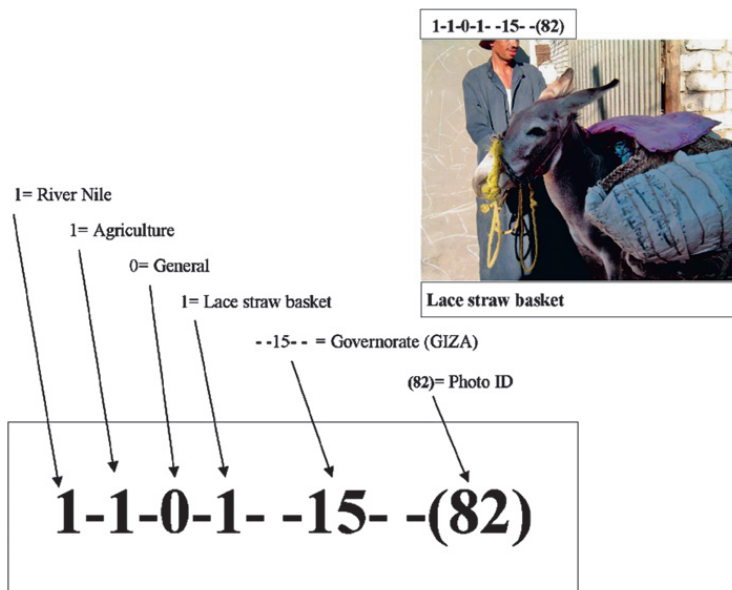 1-1-0-1- -15- -(82)
Lace straw basket
1= River Nile
1= Agriculture
0= General
1= Lace straw basket
- -15- - = Governorate (GIZA)
(82)= Photo ID
1-1-0-1- -15- -(82)